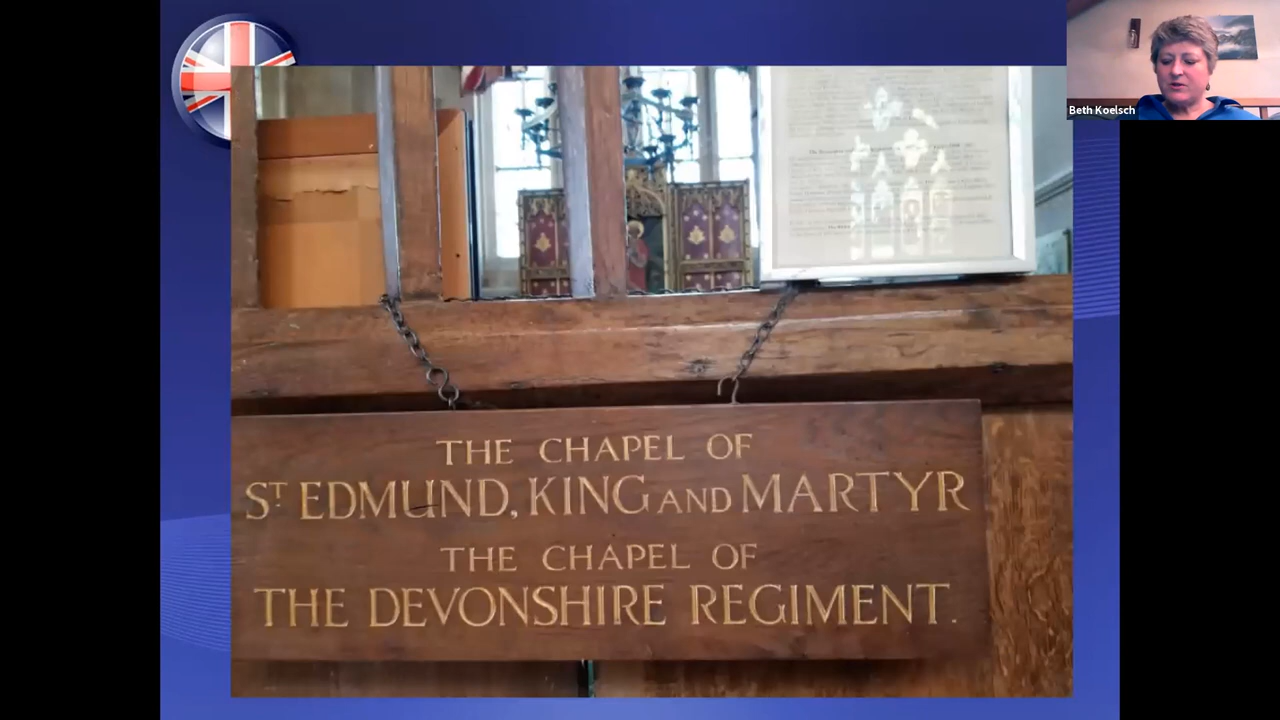 Beth Koelsch
THE CHAPEL OF
ST EDMUND, KING AND MARTYR
THE CHAPEL OF
THE DEVONSHIRE REGIMENT.